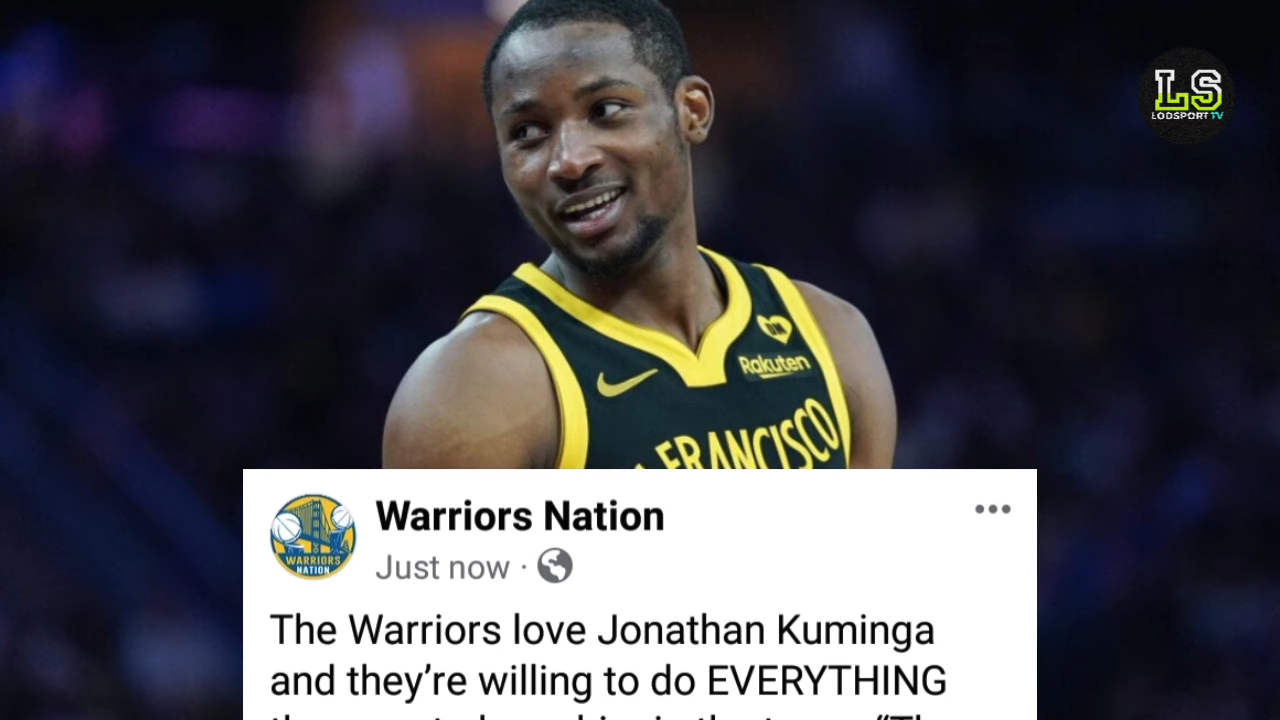 LS
LODSPORT TV
Rakuten
FRANCISCO
Warriors Nation
Just now ·
WARRIORS
NATION
The Warriors love Jonathan Kuminga
and they’re willing to do EVERYTHING